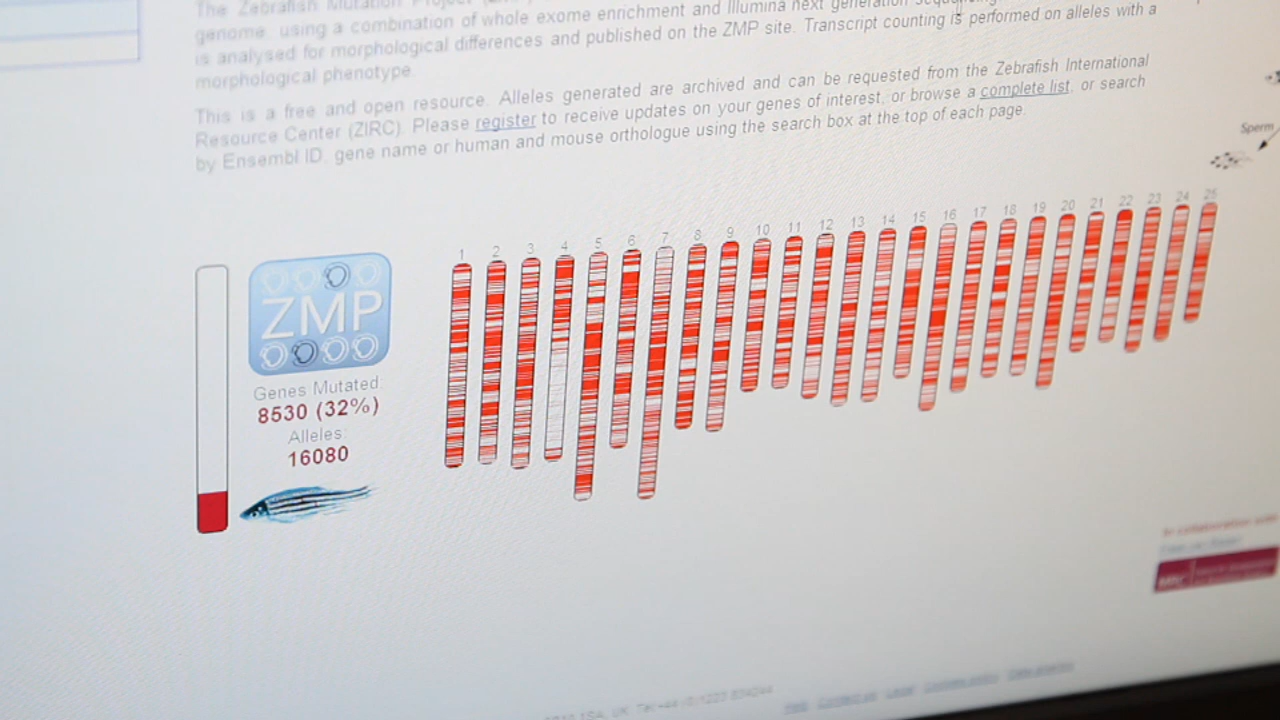 The Zebrafish Mutation Project
genome, using a combination of whole exome enrichment and Illumina next generation
is analysed for morphological differences and published on the ZMP site. Transcript counting is performed on alleles with a
morphological phenotype.
This is a free and open resource. Alleles generated are archived and can be requested from the Zebrafish International
Resource Center (ZIRC). Please register to receive updates on your genes of interest, or browse a complete list, or search
by Ensembl ID, gene name or human and mouse orthologue using the search box at the top of each page.
Sperm
1 2 3 4 5 6 7 8 9 10 11 12 13 14 15 16 17 18 19 20 21 22 23 24 25
ZMP
Genes Mutated:
8530 (32%)
Alleles:
16080
In collaboration with
MRC